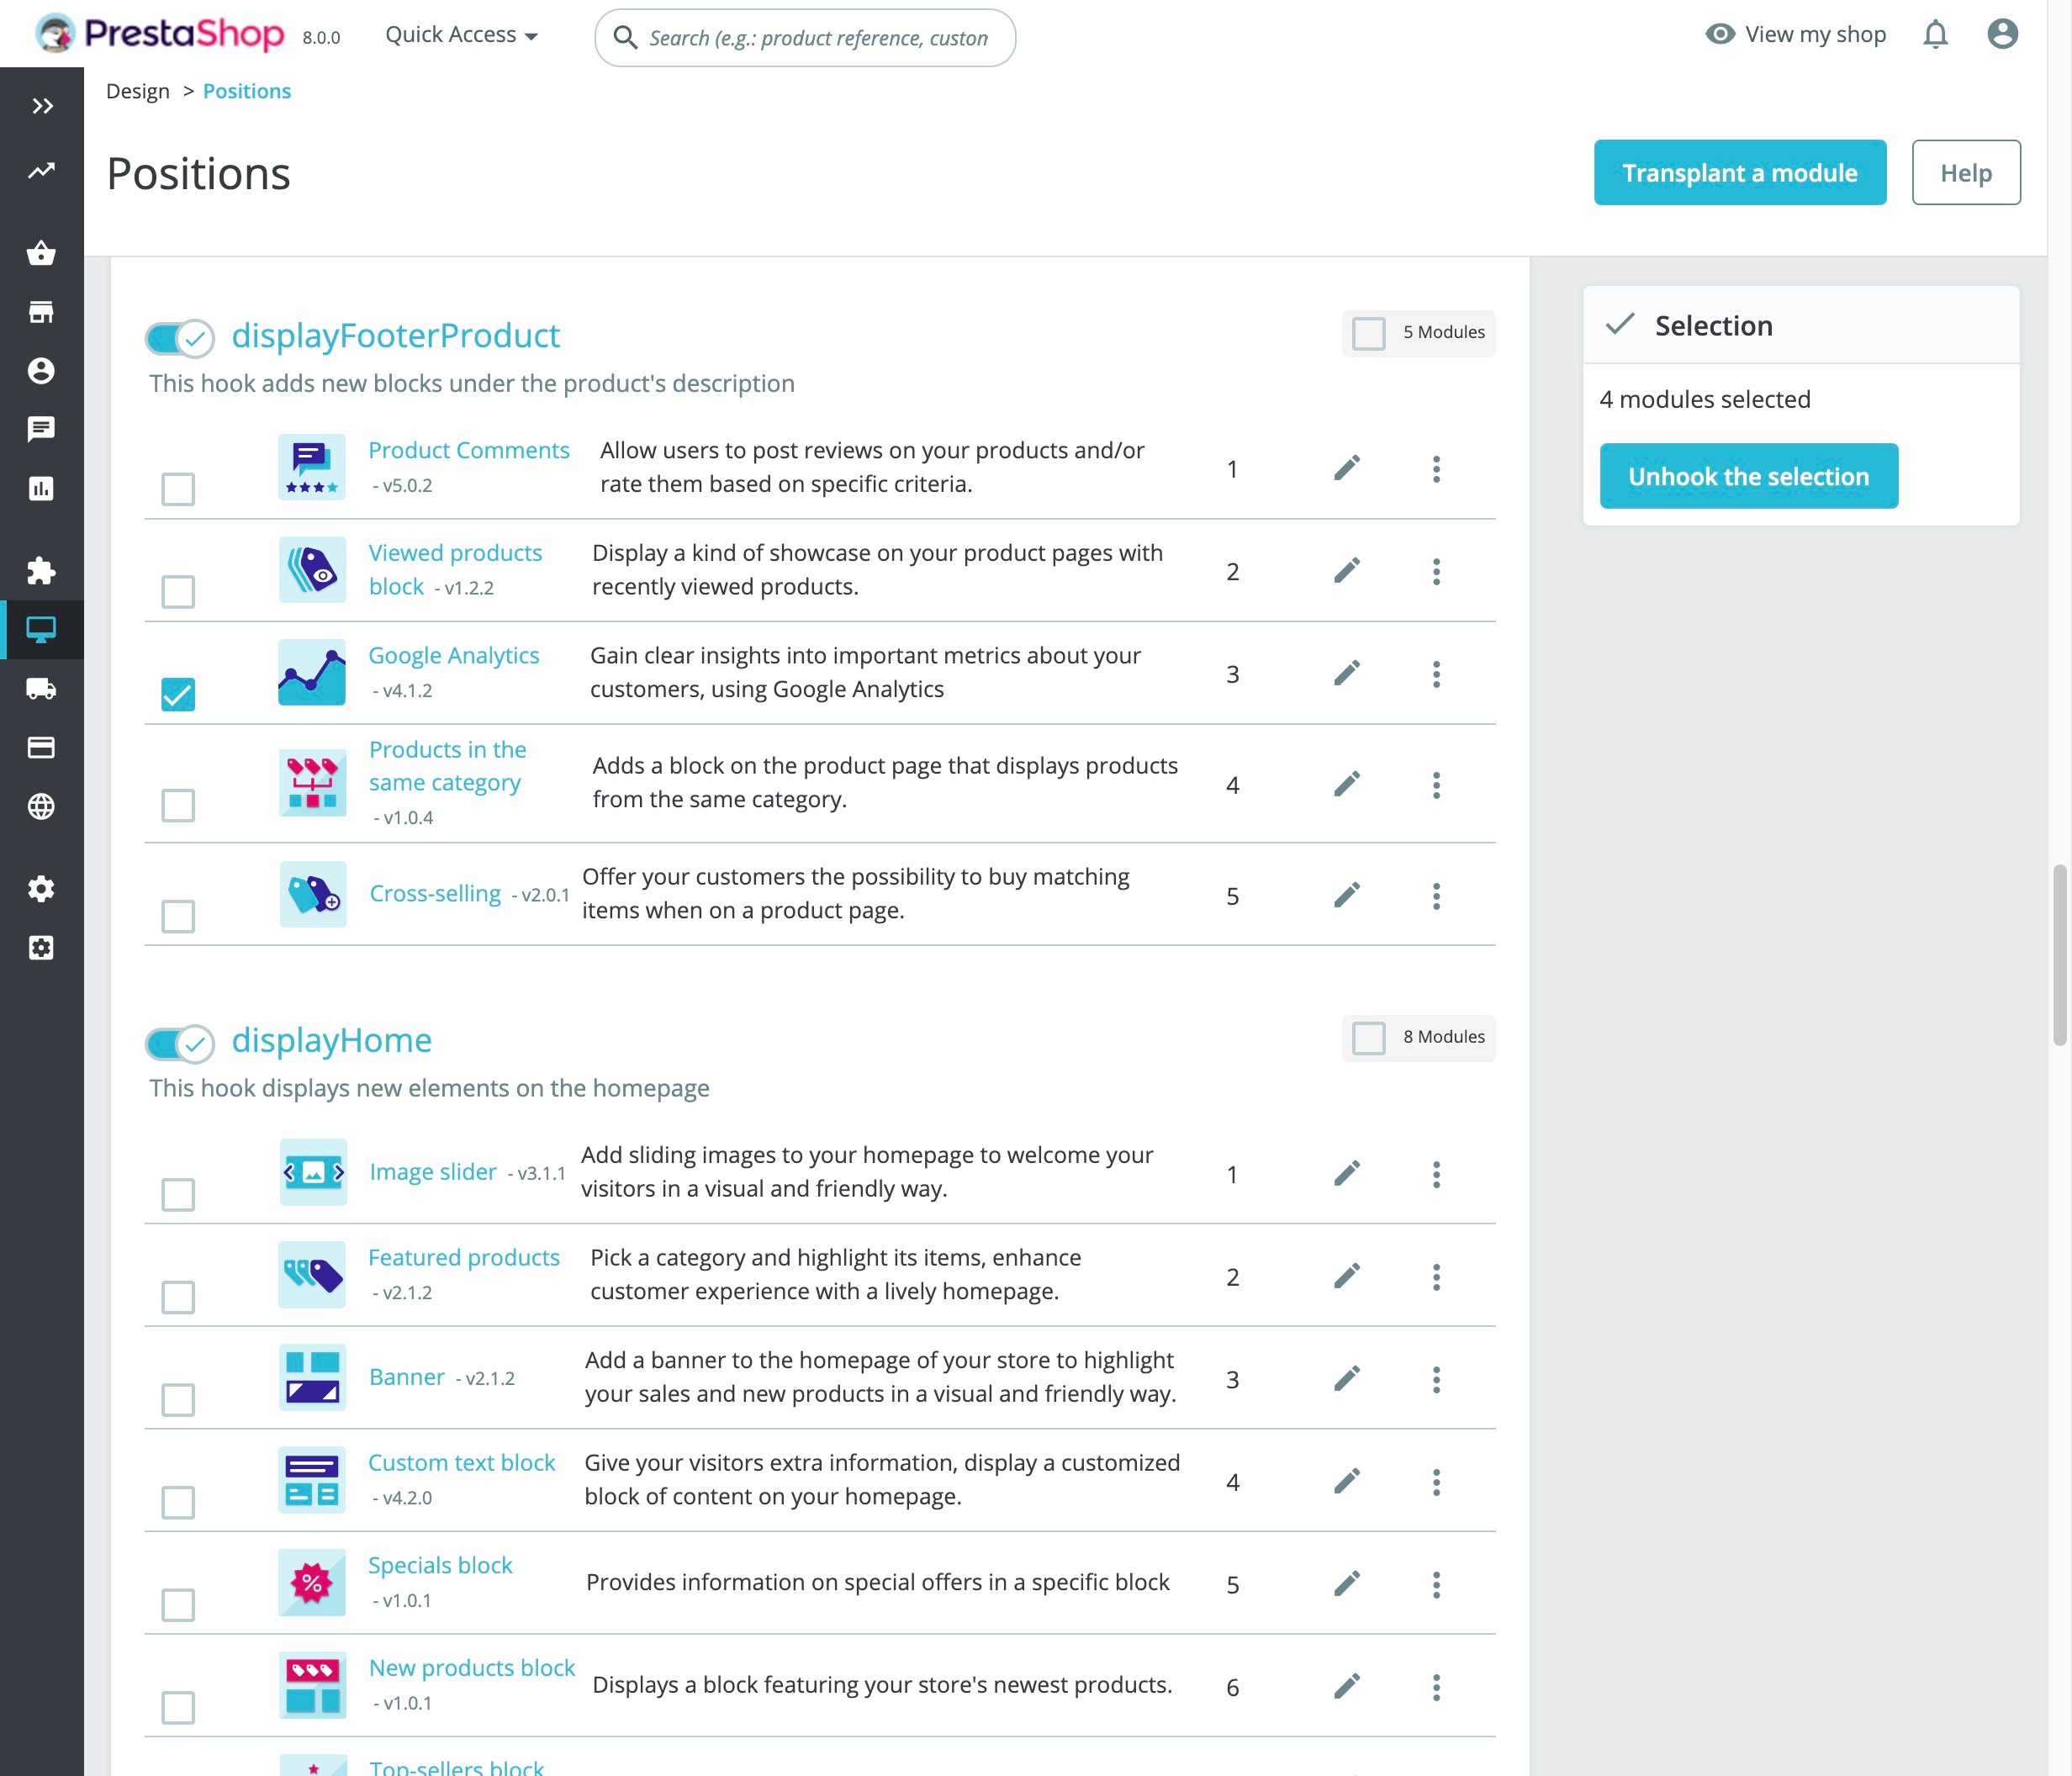 PrestaShop 8.0.0 Quick Access Search (e.g.: product reference, custon View my shop
Design > Positions
Positions
Transplant a module Help
displayFooterProduct 5 Modules
This hook adds new blocks under the product's description
Product Comments
- v5.0.2
Allow users to post reviews on your products and/or
rate them based on specific criteria.
1
Viewed products
block - v1.2.2
Display a kind of showcase on your product pages with
recently viewed products.
2
Google Analytics
- v4.1.2
Gain clear insights into important metrics about your
customers, using Google Analytics
3
Products in the
same category
- v1.0.4
Adds a block on the product page that displays products
from the same category.
4
Cross-selling - v2.0.1
Offer your customers the possibility to buy matching
items when on a product page.
5
displayHome 8 Modules
This hook displays new elements on the homepage
Image slider - v3.1.1
Add sliding images to your homepage to welcome your
visitors in a visual and friendly way.
1
Featured products
- v2.1.2
Pick a category and highlight its items, enhance
customer experience with a lively homepage.
2
Banner - v2.1.2
Add a banner to the homepage of your store to highlight
your sales and new products in a visual and friendly way.
3
Custom text block
- v4.2.0
Give your visitors extra information, display a customized
block of content on your homepage.
4
Specials block
- v1.0.1
Provides information on special offers in a specific block
5
New products block
- v1.0.1
Displays a block featuring your store's newest products.
6
Top-sellers block
Selection
4 modules selected
Unhook the selection